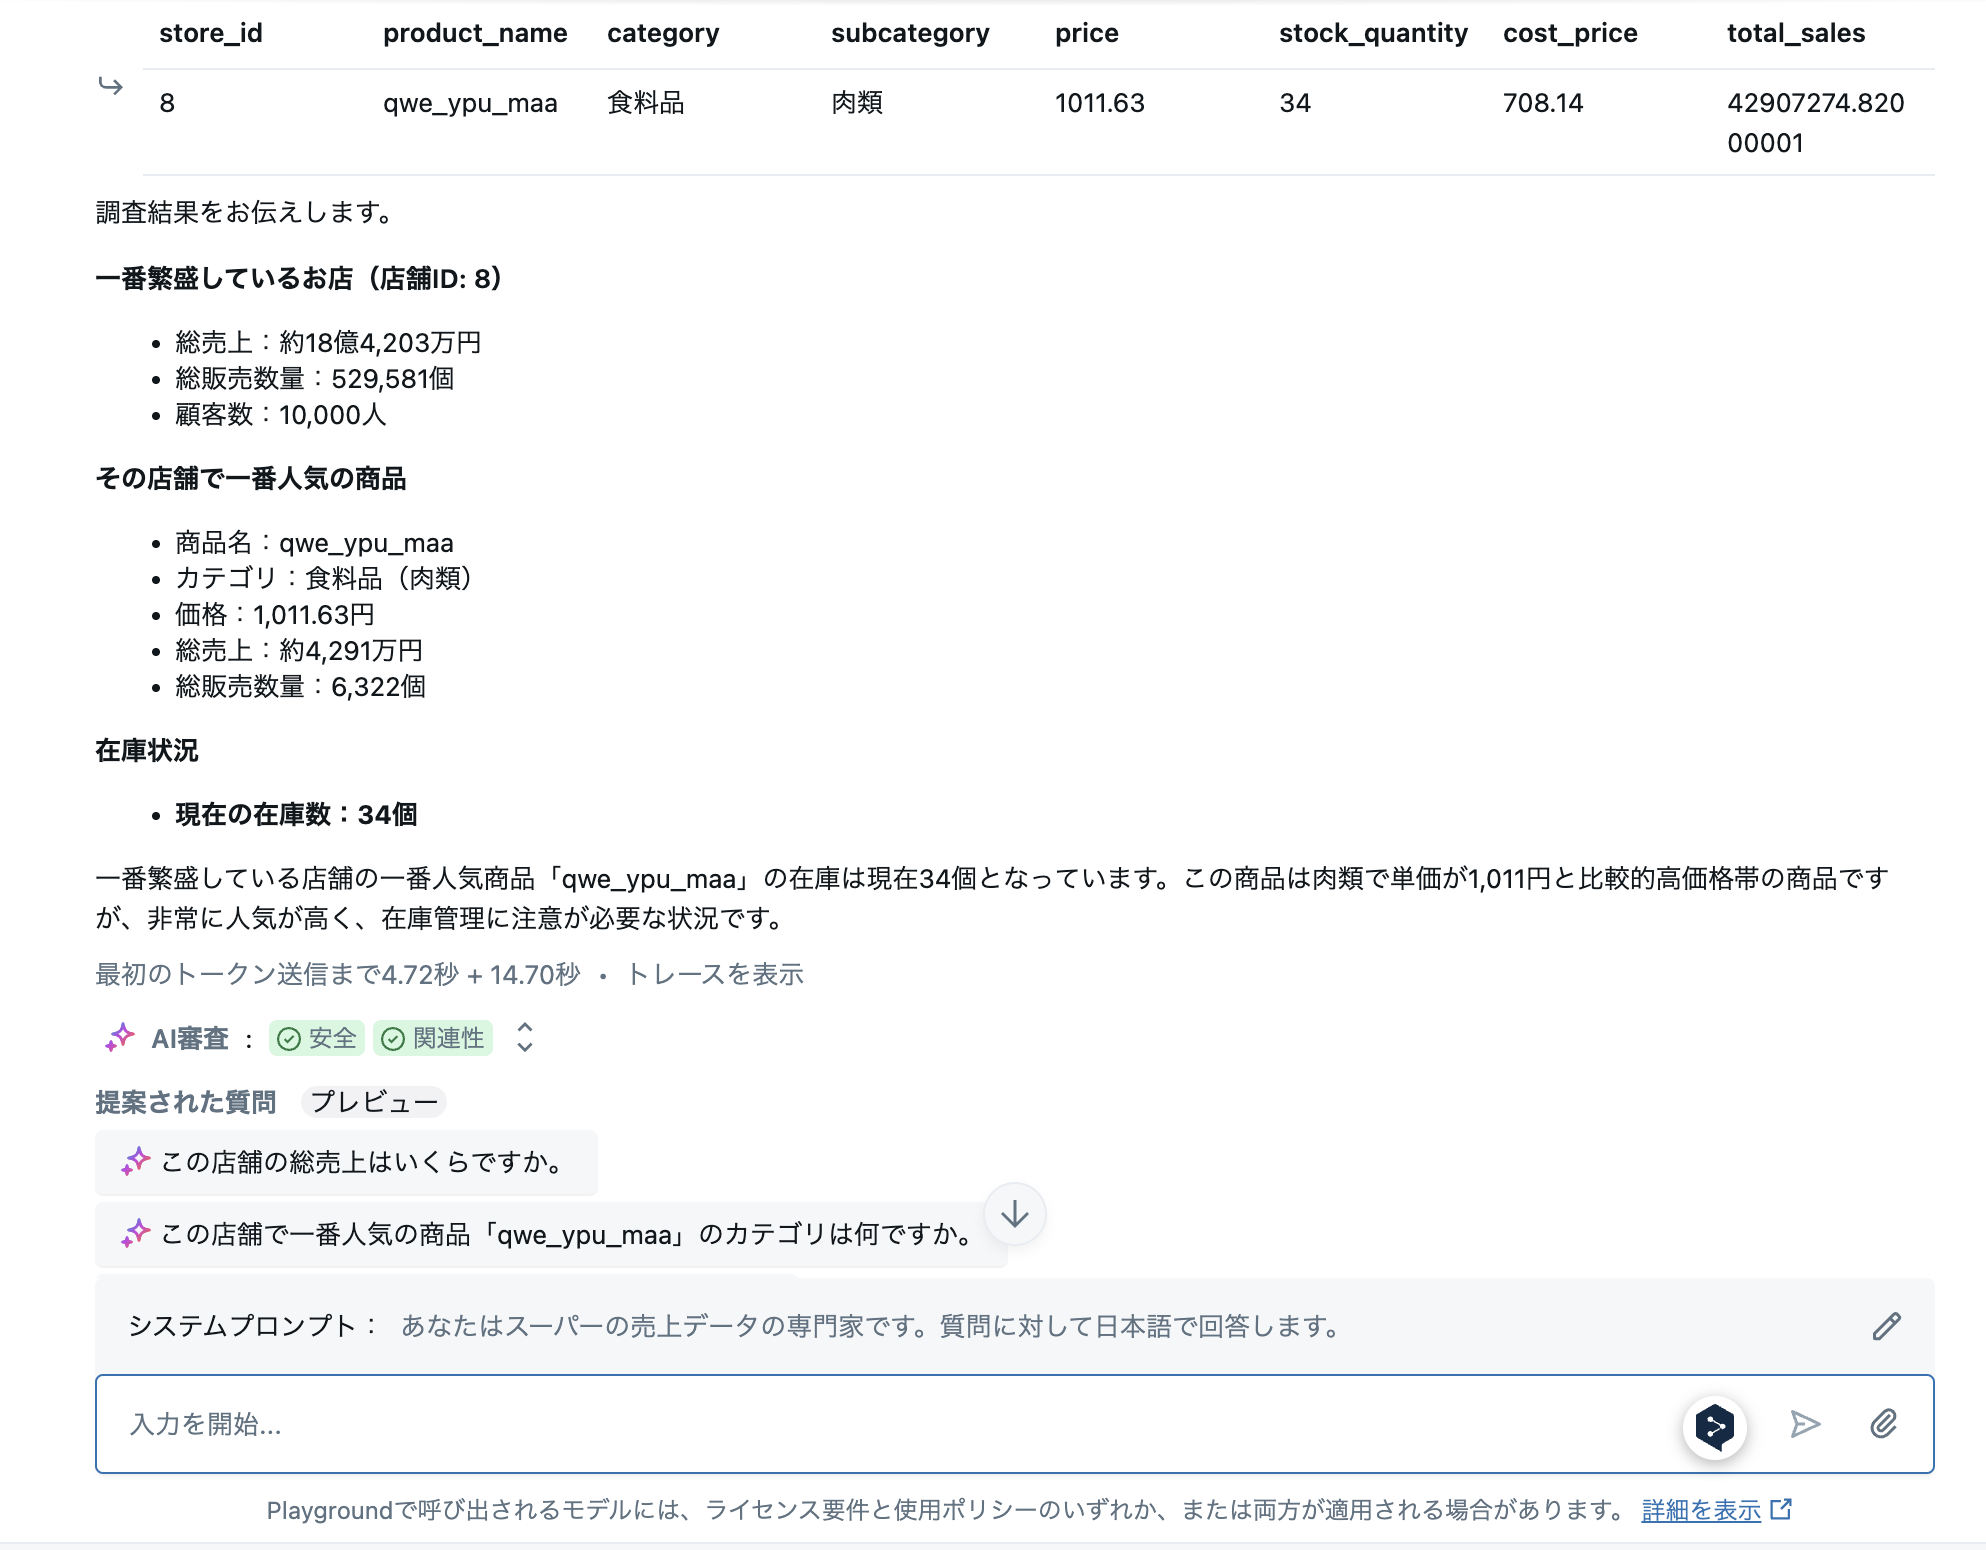 store_id product_name category subcategory price stock_quantity cost_price total_sales
8 qwe_ypu_maa 食料品 肉類 1011.63 34 708.14 42907274.820
00001
調査結果をお伝えします。
一番繁盛しているお店（店舗ID: 8）
• 総売上：約18億4,203万円
• 総販売数量：529,581個
• 顧客数：10,000人
その店舗で一番人気の商品
• 商品名：qwe_ypu_maa
• カテゴリ：食料品（肉類）
• 価格：1,011.63円
• 総売上：約4,291万円
• 総販売数量：6,322個
在庫状況
• 現在の在庫数：34個
一番繁盛している店舗の一番人気商品「qwe_ypu_maa」の在庫は現在34個となっています。この商品は肉類で単価が1,011円と比較的高価格帯の商品です
が、非常に人気が高く、在庫管理に注意が必要な状況です。
最初のトークン送信まで4.72秒 + 14.70秒 • トレースを表示
AI審査 : 安全 関連性
提案された質問 プレビュー
この店舗の総売上はいくらですか。
この店舗で一番人気の商品「qwe_ypu_maa」のカテゴリは何ですか。
システムプロンプト： あなたはスーパーの売上データの専門家です。質問に対して日本語で回答します。
入力を開始...
Playgroundで呼び出されるモデルには、ライセンス要件と使用ポリシーのいずれか、または両方が適用される場合があります。 詳細を表示